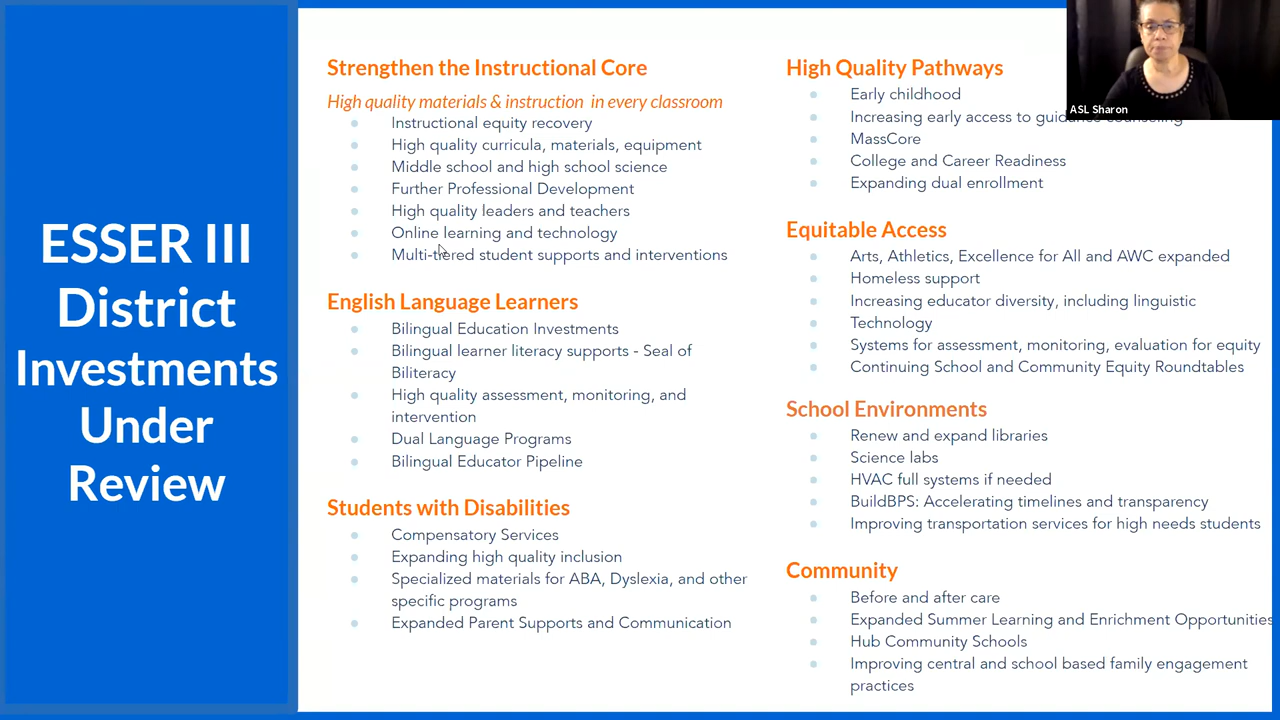 ESSER III
District
Investments
Under
Review
Strengthen the Instructional Core
High quality materials & instruction in every classroom
Instructional equity recovery
High quality curricula, materials, equipment
Middle school and high school science
Further Professional Development
High quality leaders and teachers
Online learning and technology
Multi-tiered student supports and interventions
English Language Learners
Bilingual Education Investments
Bilingual learner literacy supports - Seal of
Biliteracy
High quality assessment, monitoring, and
intervention
Dual Language Programs
Bilingual Educator Pipeline
Students with Disabilities
Compensatory Services
Expanding high quality inclusion
Specialized materials for ABA, Dyslexia, and other
specific programs
Expanded Parent Supports and Communication
High Quality Pathways
Early childhood
Increasing early access to guidance counseling
MassCore
College and Career Readiness
Expanding dual enrollment
Equitable Access
Arts, Athletics, Excellence for All and AWC expanded
Homeless support
Increasing educator diversity, including linguistic
Technology
Systems for assessment, monitoring, evaluation for equity
Continuing School and Community Equity Roundtables
School Environments
Renew and expand libraries
Science labs
HVAC full systems if needed
BuildBPS: Accelerating timelines and transparency
Improving transportation services for high needs students
Community
Before and after care
Expanded Summer Learning and Enrichment Opportunities
Hub Community Schools
Improving central and school based family engagement
practices
ASL Sharon